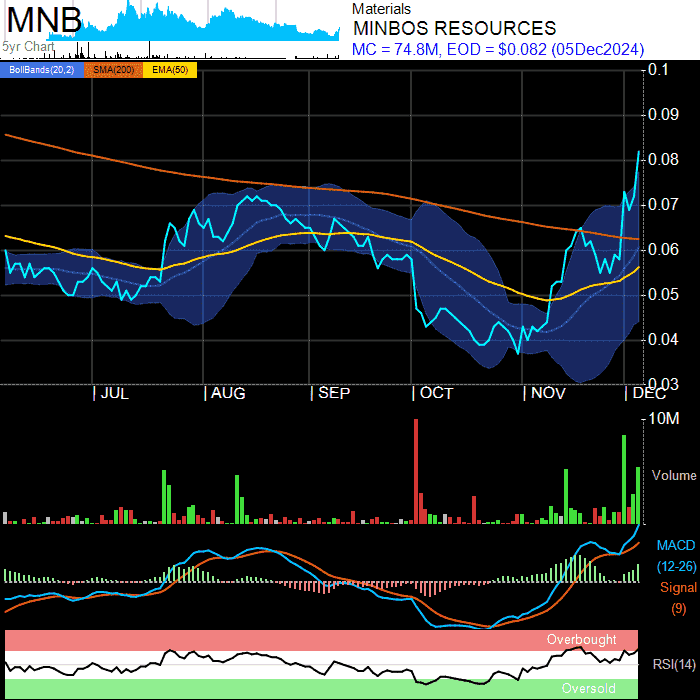 MNB
5yr Chart
Materials
MINBOS RESOURCES
MC = 74.8M, EOD = $0.082 (05Dec2024)
BollBands(20,2) SMA(200) EMA(50)
0.1
0.09
0.08
0.07
0.06
0.05
0.04
0.03
JUL AUG SEP OCT NOV DEC
10M
Volume
MACD
(12-26)
Signal
(9)
Overbought
RSI(14)
Oversold